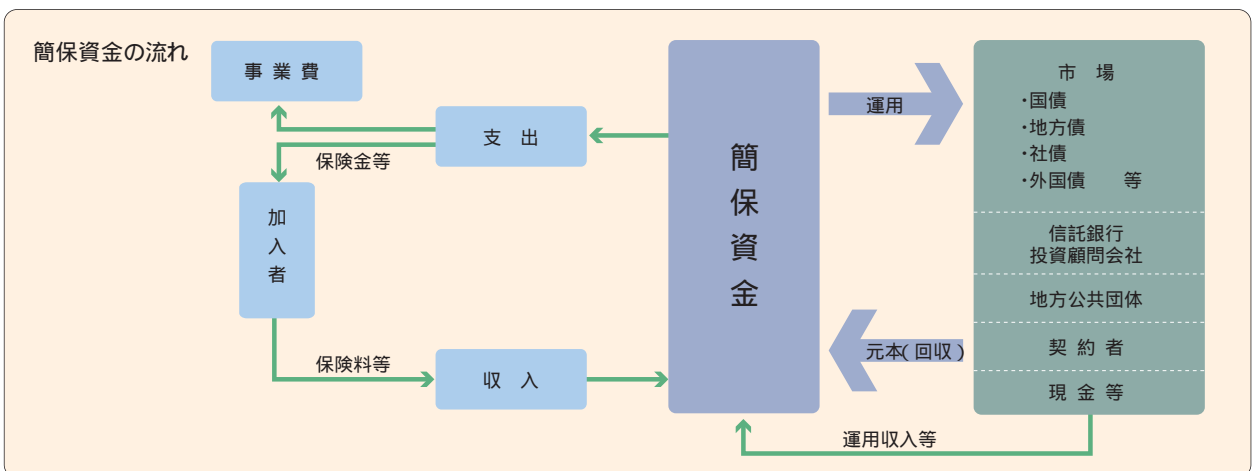 簡保資金の流れ
事業費
支出
保険金等
加入者
保険料等
収入
簡保資金
運用
元本(回収)
運用収入等
市場
・国債
・地方債
・社債
・外国債 等
信託銀行
投資顧問会社
地方公共団体
契約者
現金等